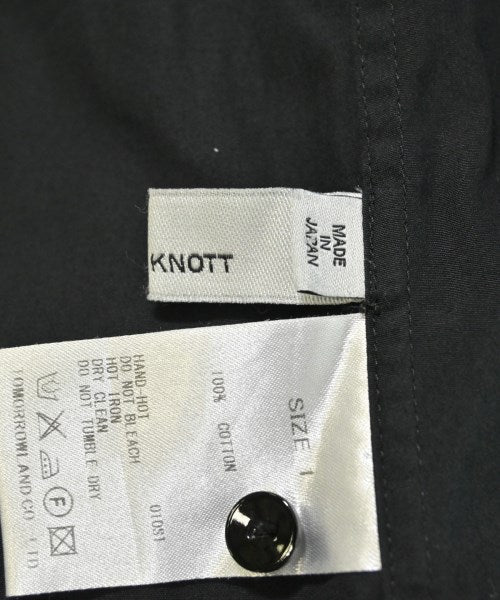 KNOTT
MADE
IN
JAPAN
SIZE 1
100% COTTON
HAND-HOT
DO NOT BLEACH
HOT IRON
DRY CLEAN
DO NOT TUMBLE DRY
F
TOMORROWLAND CO., LTD